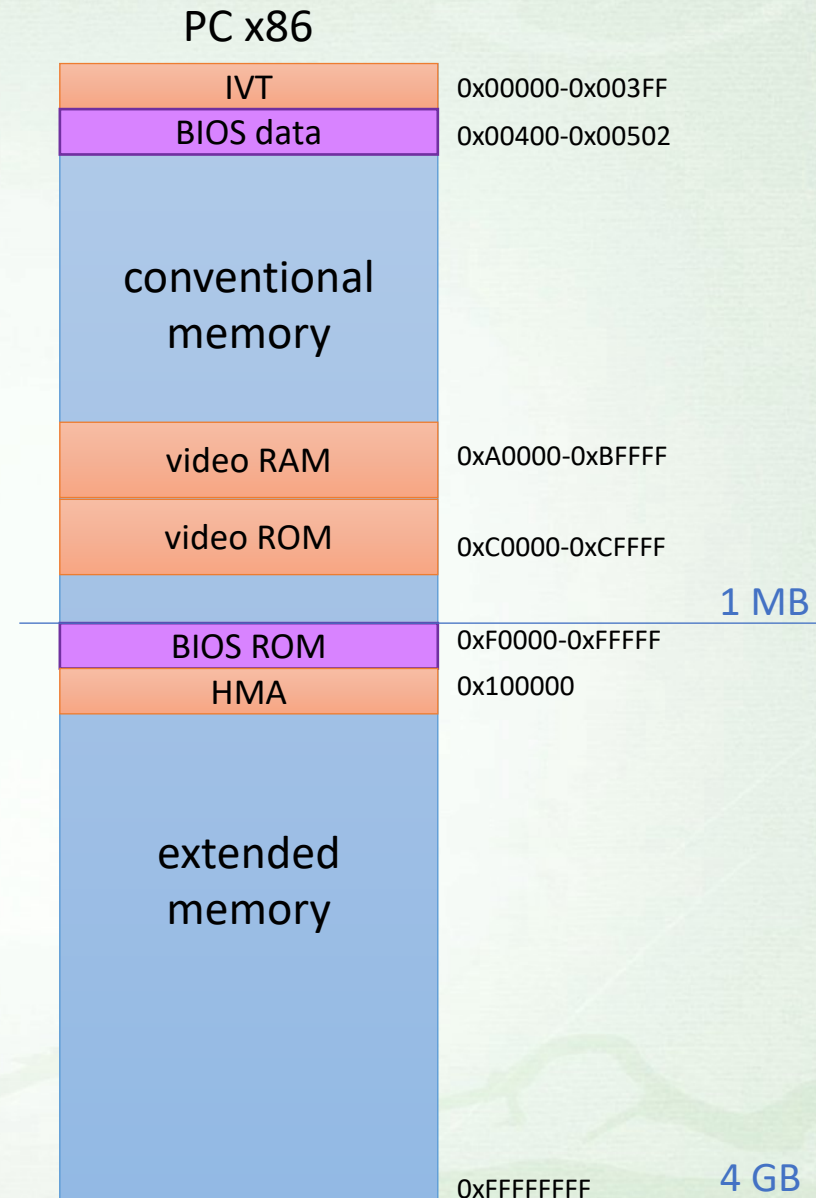 PC x86
IVT
0x00000-0x003FF
BIOS data
0x00400-0x00502
conventional
memory
video RAM
0xA0000-0xBFFFF
video ROM
0xC0000-0xCFFFF
1 MB
BIOS ROM
0xF0000-0xFFFFF
HMA
0x100000
extended
memory
0xFFFFFFFF
4 GB